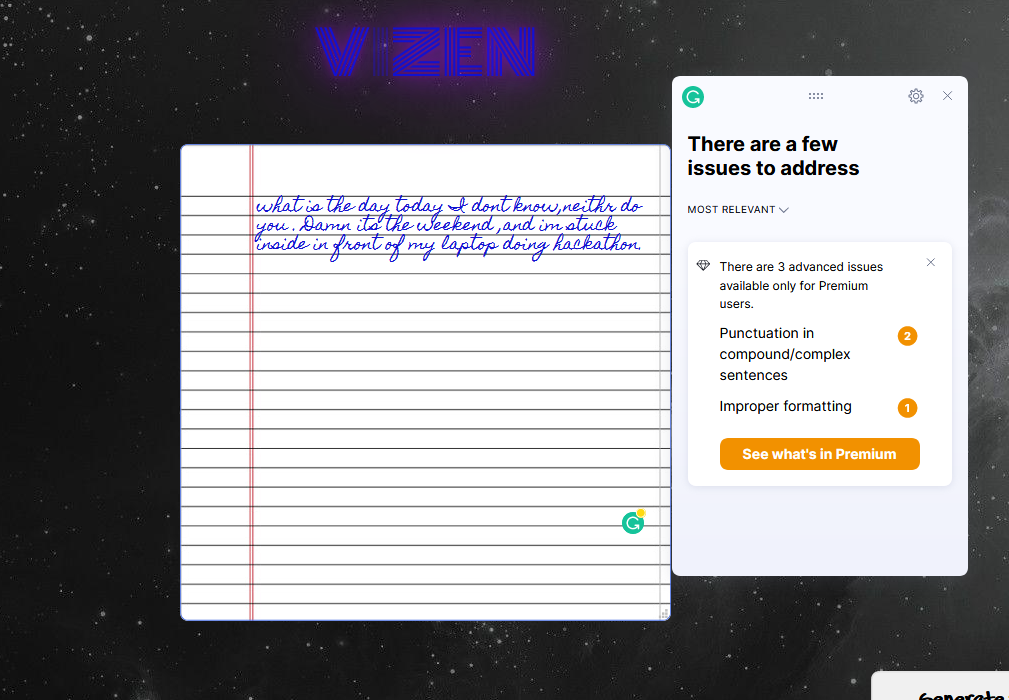 VIZEN
what is the day today I dont know,neithr do
you. Damn its the weekend,and im stuck
inside in front of my laptop doing hackathon.
There are a few
issues to address
MOST RELEVANT
There are 3 advanced issues
available only for Premium
users.
Punctuation in
compound/complex
sentences
2
Improper formatting
1
See what's in Premium
Generate